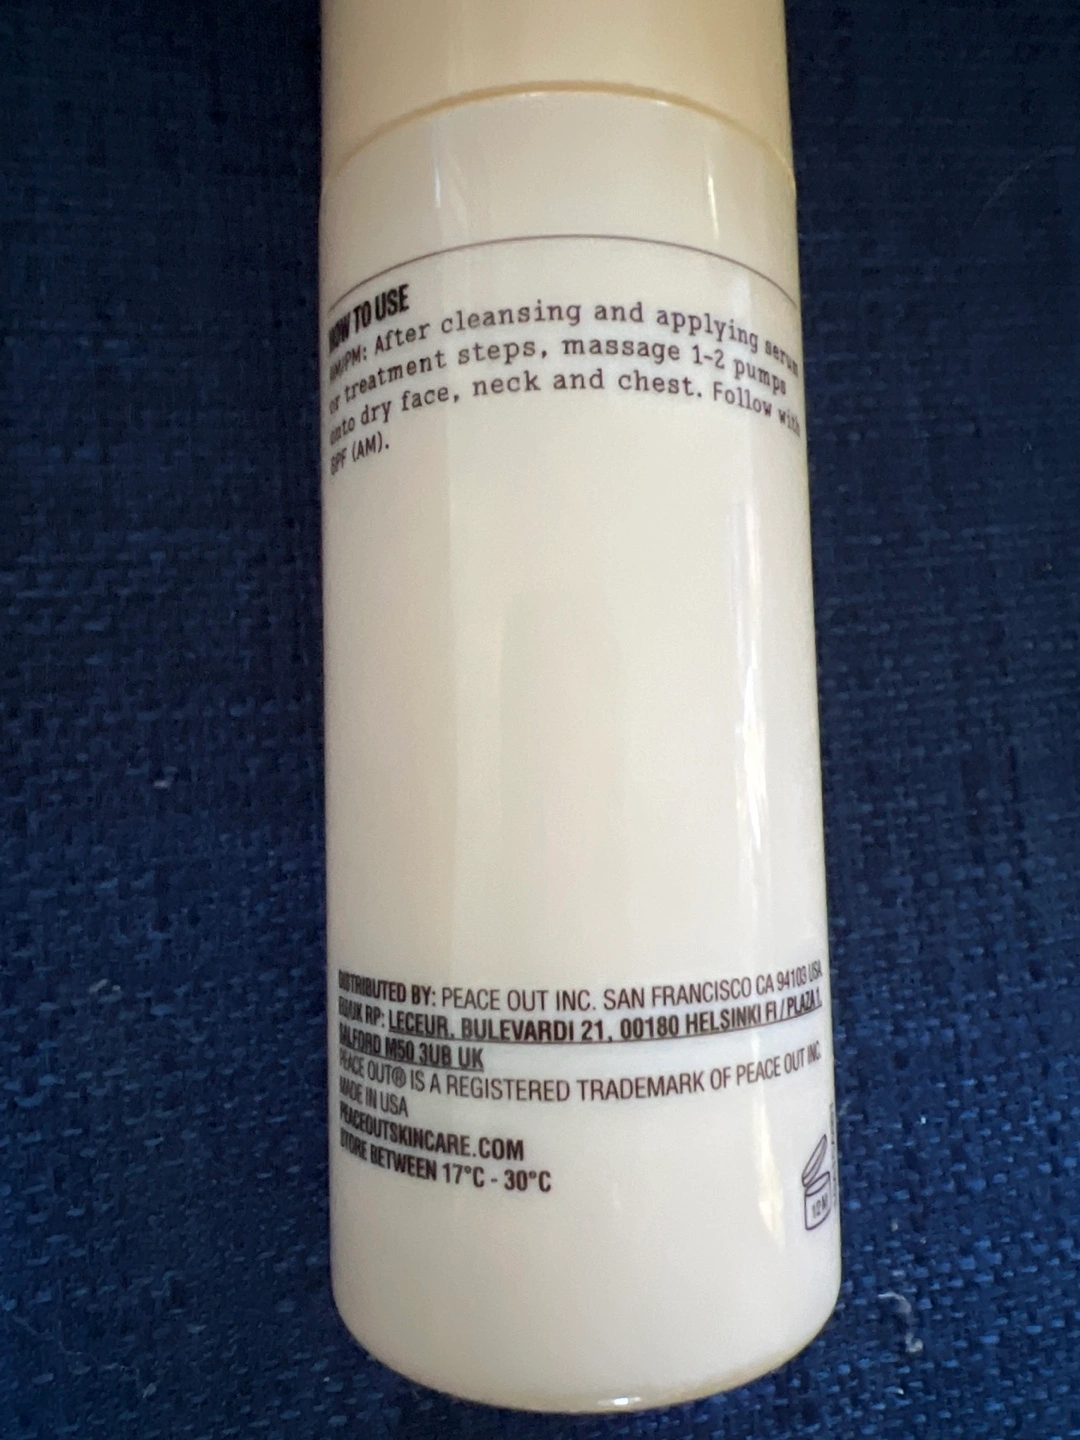 HOW TO USE
AM/PM: After cleansing and applying serum
or treatment steps, massage 1-2 pumps
onto dry face, neck and chest. Follow with
SPF (AM).
DISTRIBUTED BY: PEACE OUT INC. SAN FRANCISCO CA 94103 USA
EU/UK RP: LECEUR, BULEVARDI 21, 00180 HELSINKI FI / PLAZA 1,
SALFORD M50 3UB UK
PEACE OUT® IS A REGISTERED TRADEMARK OF PEACE OUT INC.
MADE IN USA
PEACEOUTSKINCARE.COM
STORE BETWEEN 17°C - 30°C
12M